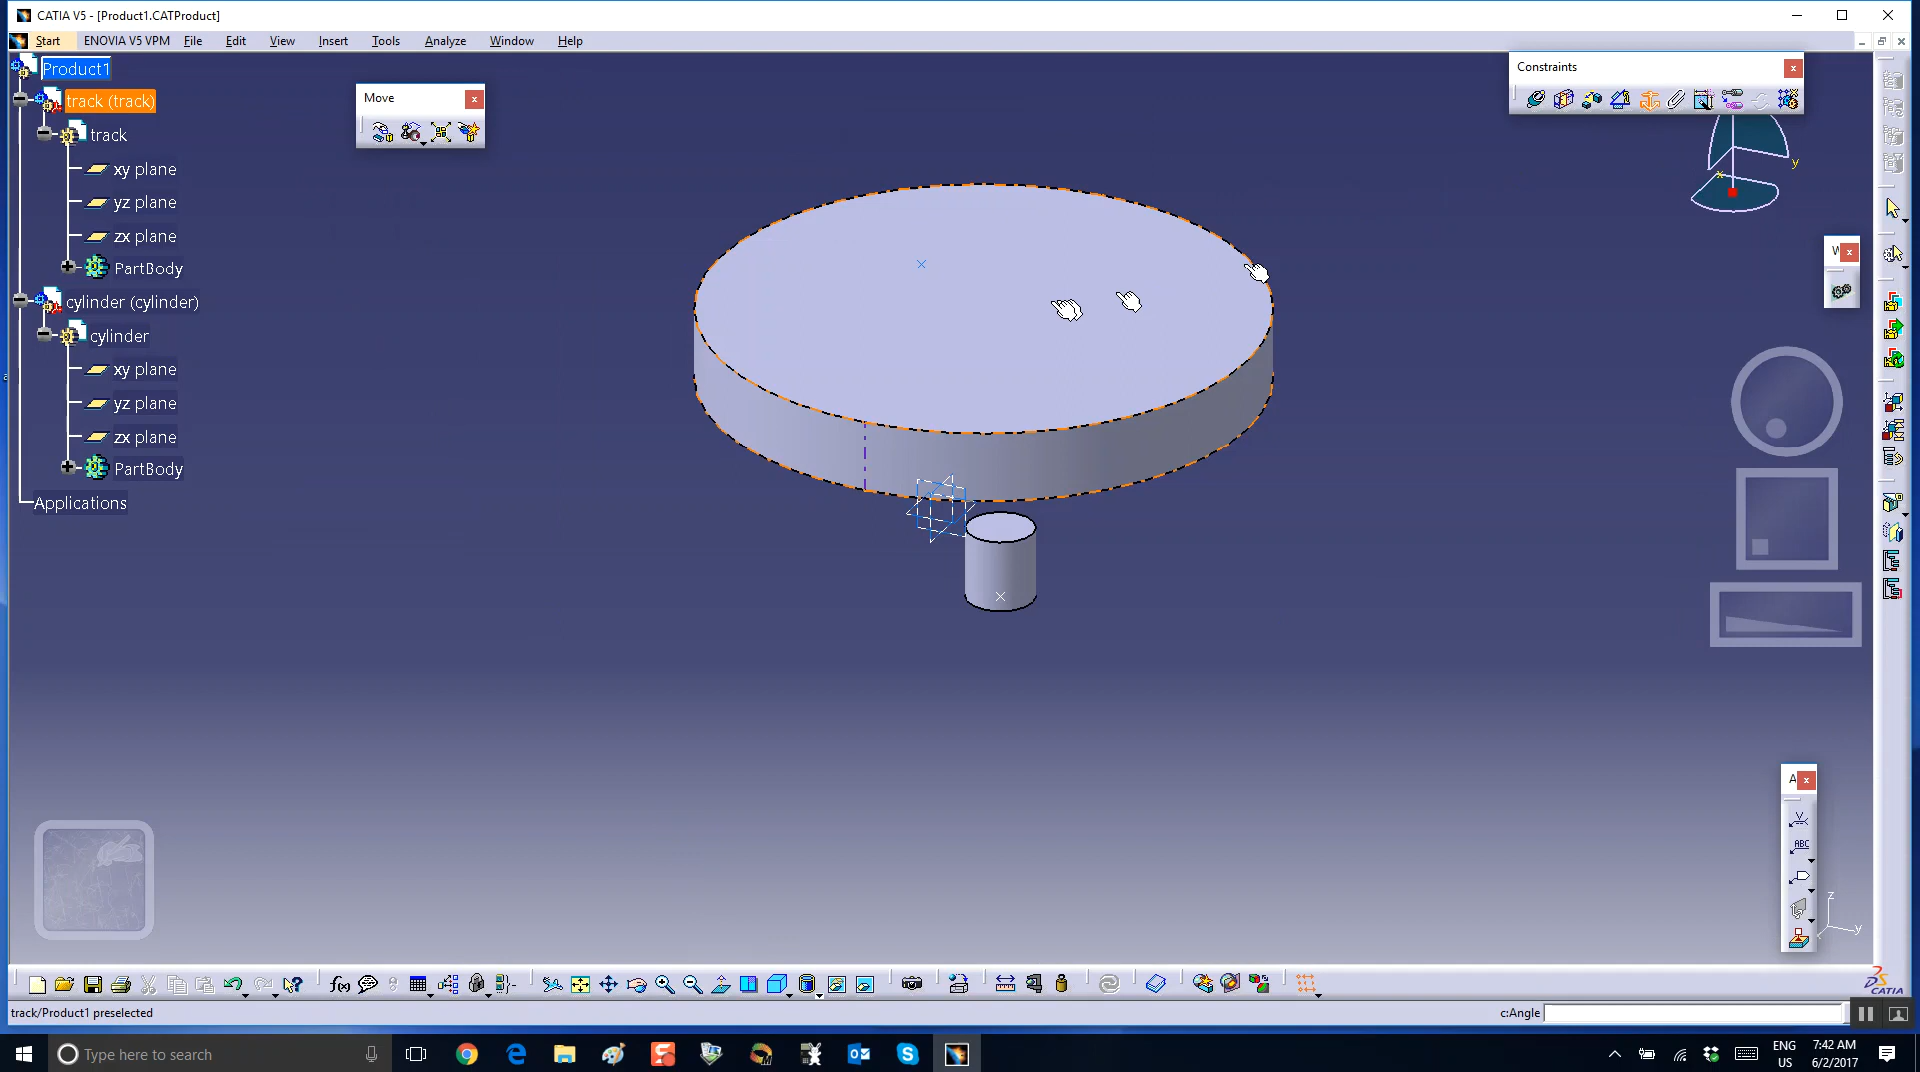 CATIA V5 - [Product1.CATProduct]
Start ENOVIA V5 VPM File Edit View Insert Tools Analyze Window Help
Product1
track (track)
track
xy plane
yz plane
zx plane
PartBody
cylinder (cylinder)
cylinder
xy plane
yz plane
zx plane
PartBody
Applications
Move
Constraints
y
x
W
A
ABC
z
y
CATIA
track/Product1 preselected
c:Angle
Type here to search
ENG
US
7:42 AM
6/2/2017